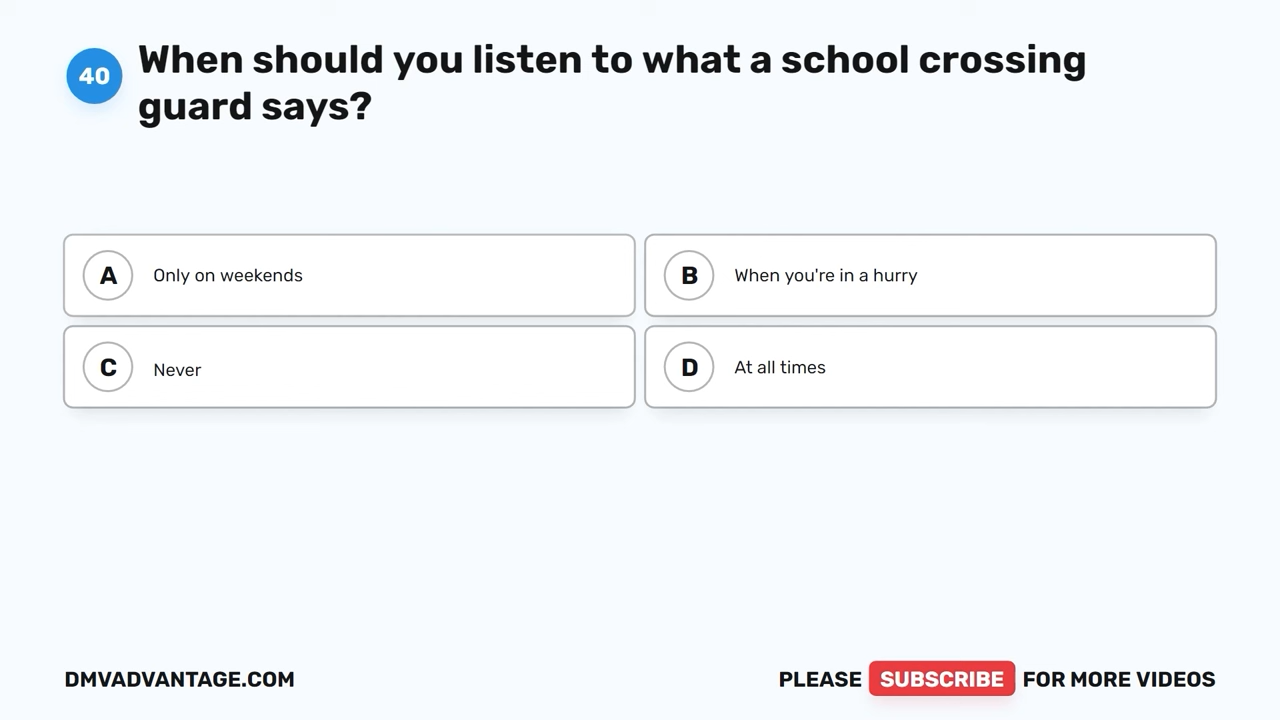 40
When should you listen to what a school crossing
guard says?
A Only on weekends
B When you're in a hurry
C Never
D At all times
DMVADVANTAGE.COM
PLEASE SUBSCRIBE FOR MORE VIDEOS